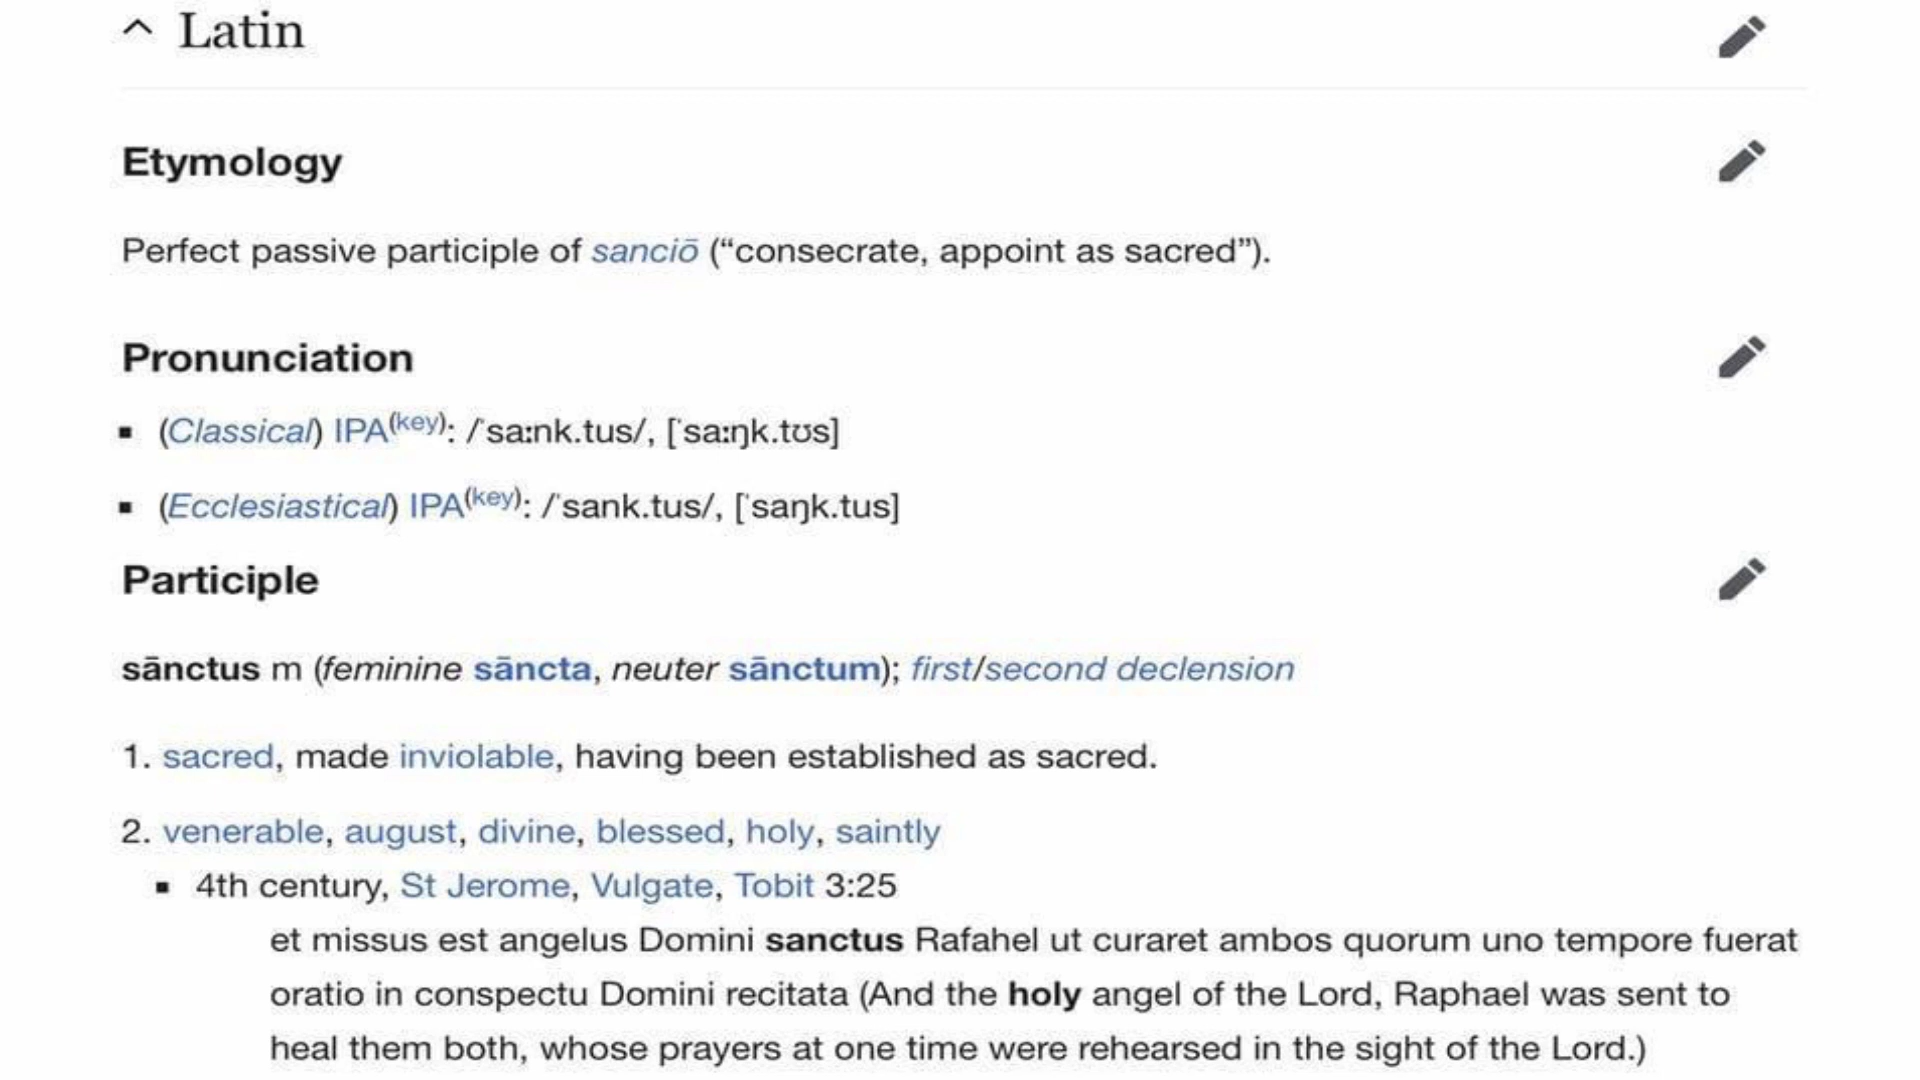 Latin
Etymology
Perfect passive participle of sanciō (“consecrate, appoint as sacred”).
Pronunciation
▪ (Classical) IPA(key): /ˈsaːnk.tus/, [ˈsaːŋk.tʊs]
▪ (Ecclesiastical) IPA(key): /ˈsank.tus/, [ˈsaŋk.tus]
Participle
sānctus m (feminine sāncta, neuter sānctum); first/second declension
1. sacred, made inviolable, having been established as sacred.
2. venerable, august, divine, blessed, holy, saintly
▪ 4th century, St Jerome, Vulgate, Tobit 3:25
et missus est angelus Domini sanctus Rafahel ut curaret ambos quorum uno tempore fuerat
oratio in conspectu Domini recitata (And the holy angel of the Lord, Raphael was sent to
heal them both, whose prayers at one time were rehearsed in the sight of the Lord.)